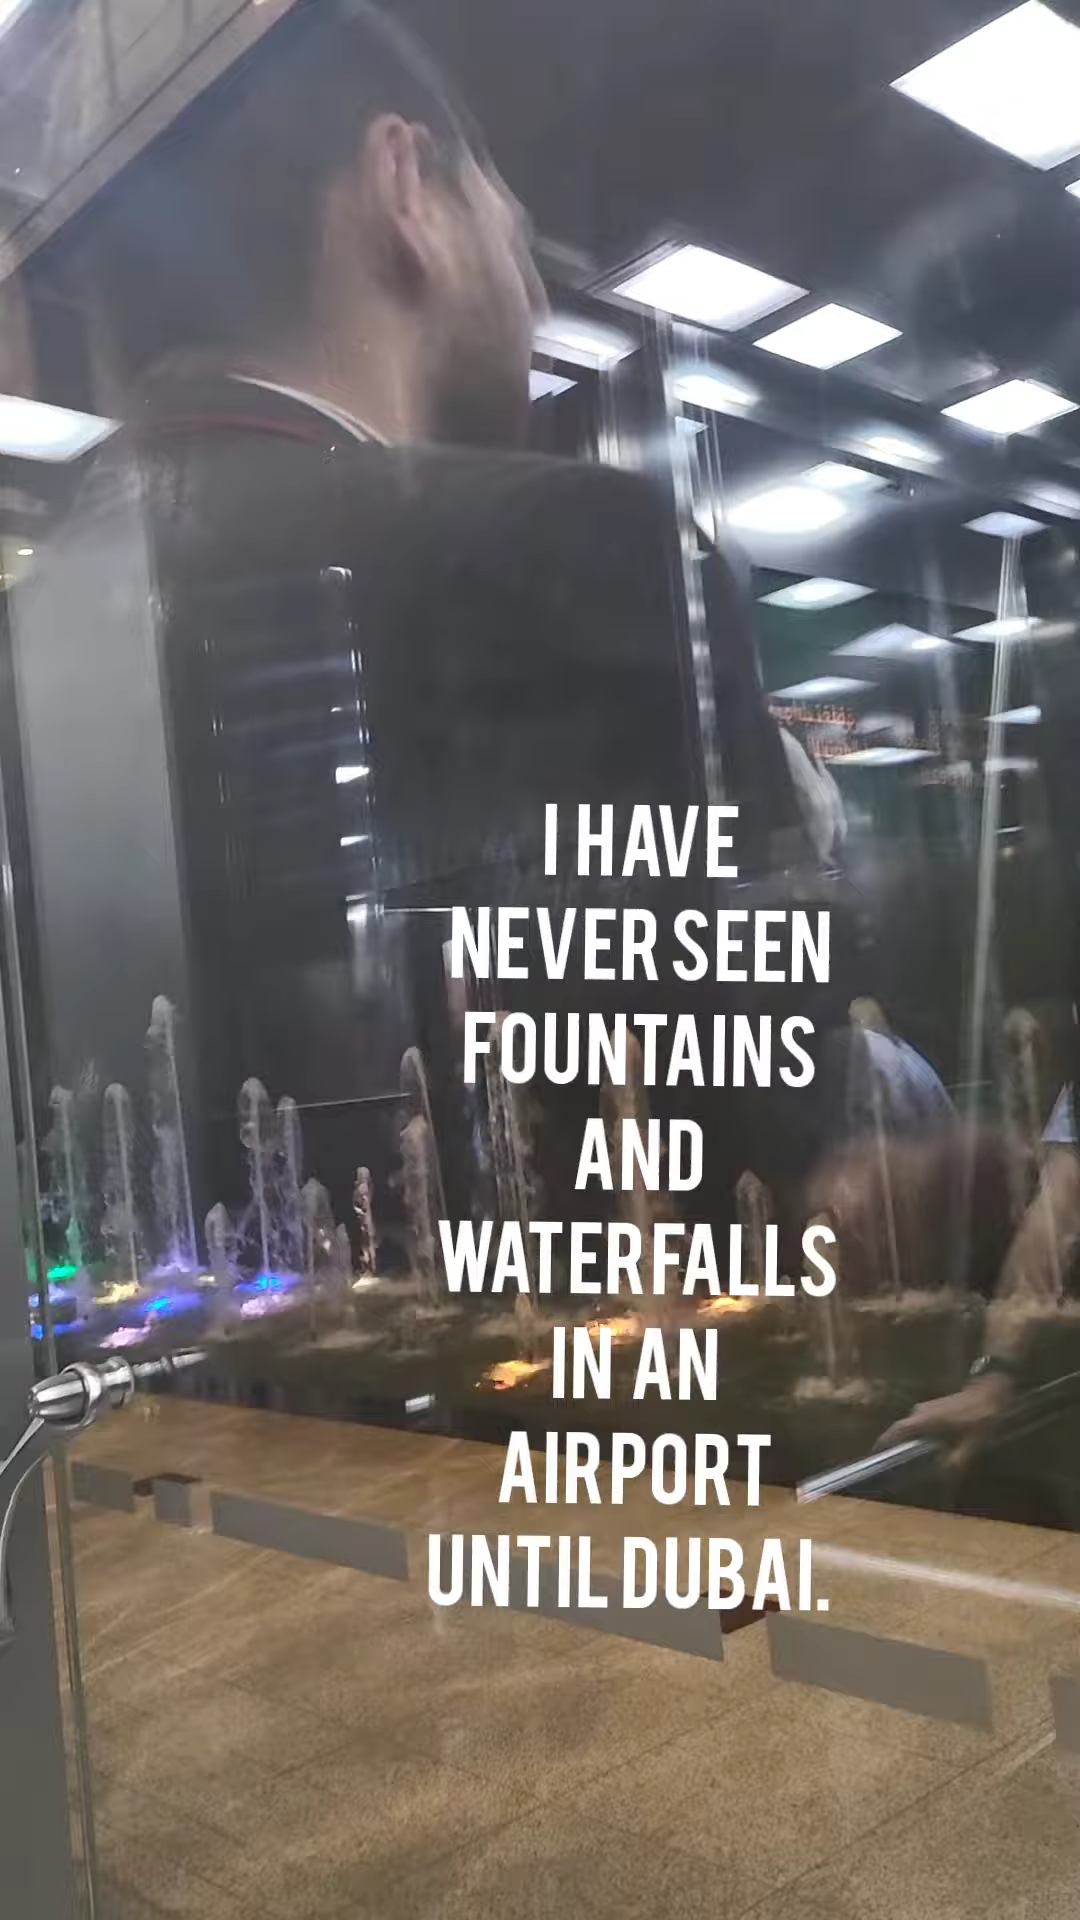 I HAVE
NEVER SEEN
FOUNTAINS
AND
WATERFALLS
IN AN
AIRPORT
UNTIL DUBAI.